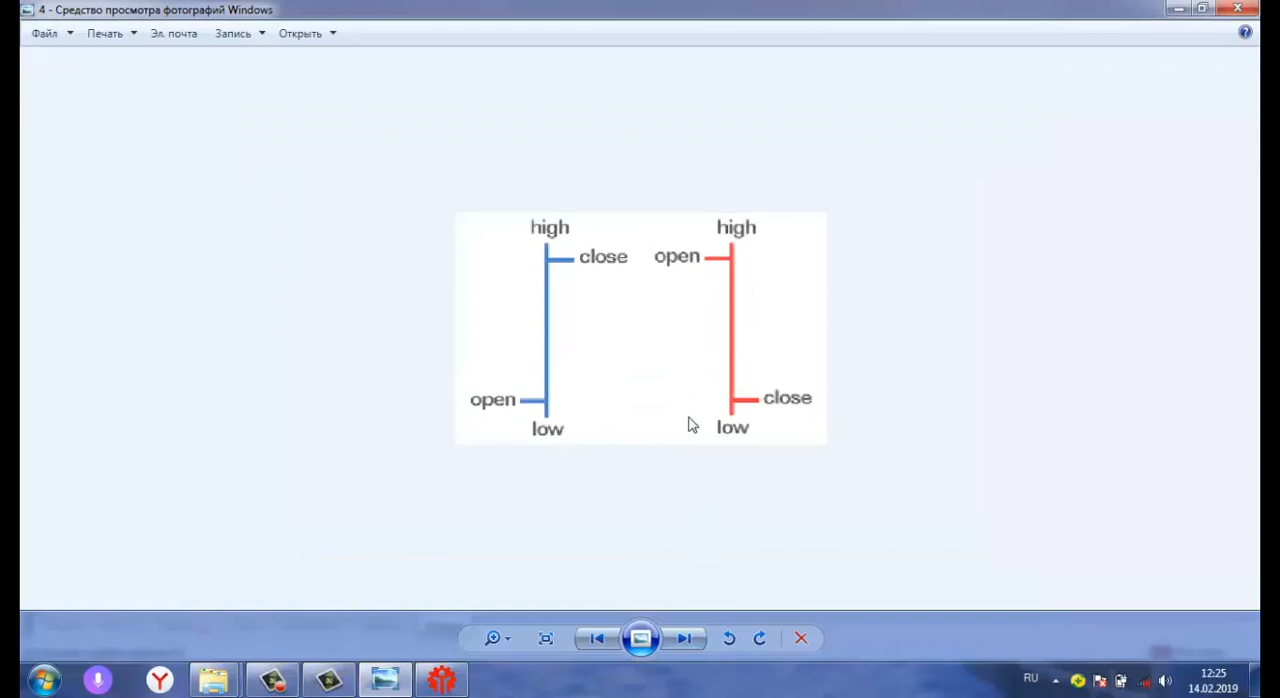 4 - Средство просмотра фотографий Windows
Файл Печать Эл. почта Запись Открыть
high high
close open
open close
low low
RU 12:25
14.02.2019